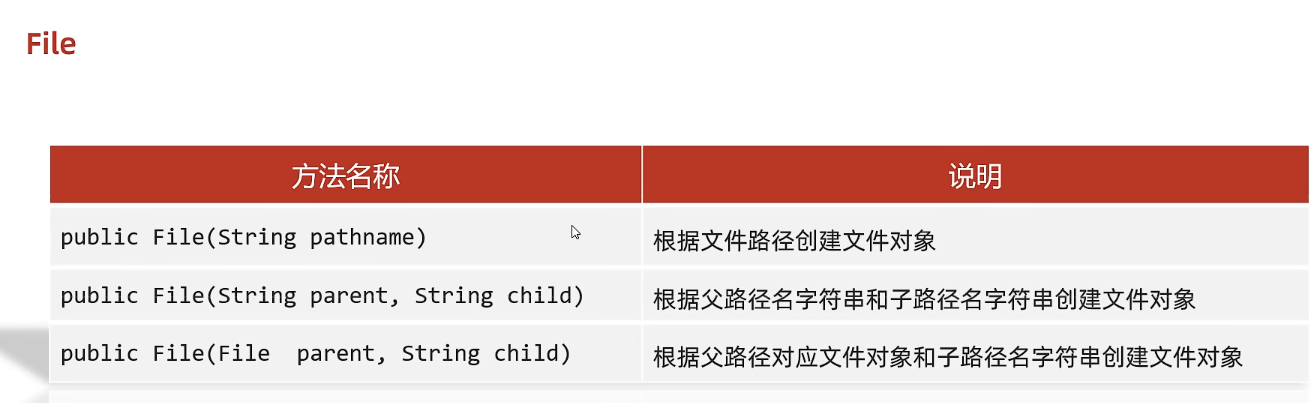 File
方法名称 说明
public File(String pathname) 根据文件路径创建文件对象
public File(String parent, String child) 根据父路径名字符串和子路径名字符串创建文件对象
public File(File  parent, String child) 根据父路径对应文件对象和子路径名字符串创建文件对象